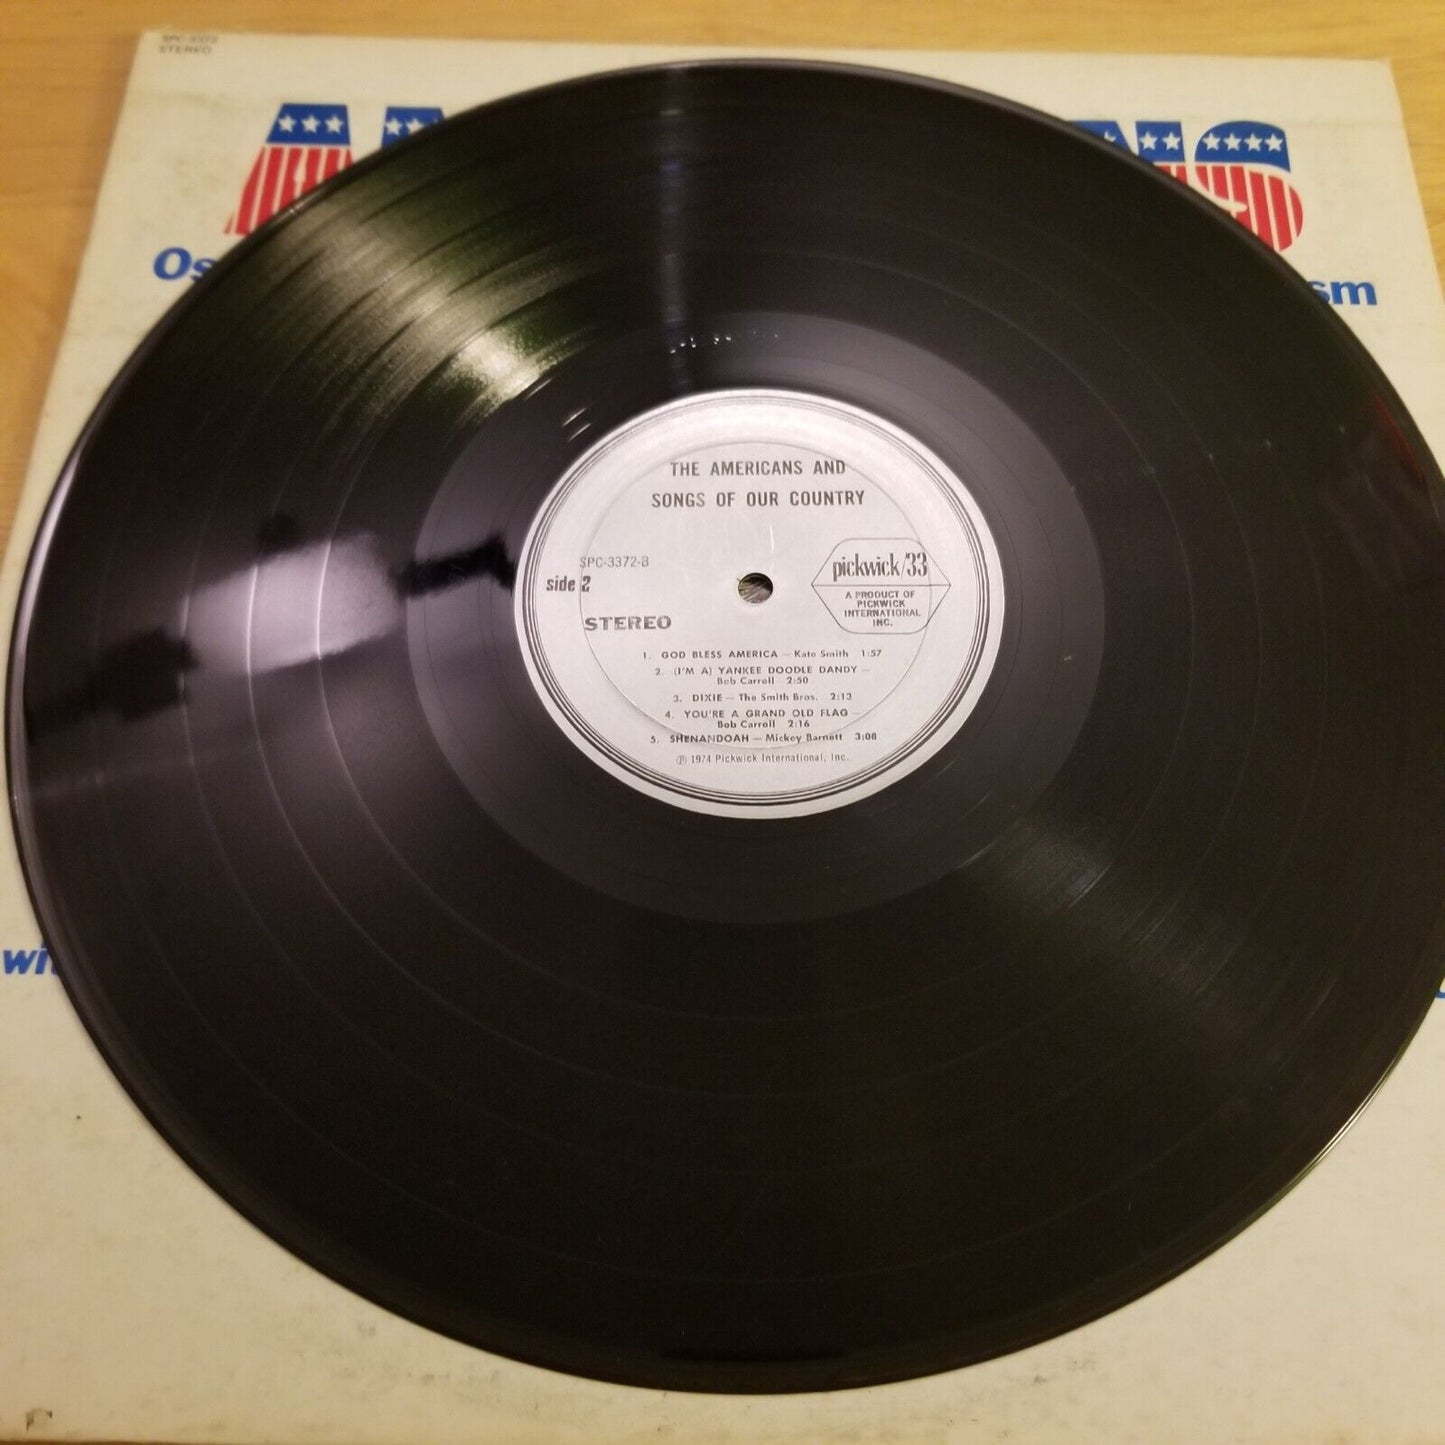 SPC-3372
STEREO
THE AMERICANS AND
SONGS OF OUR COUNTRY
SPC-3372-B
side 2
STEREO
pickwick/33
A PRODUCT OF
PICKWICK
INTERNATIONAL
INC.
1. GOD BLESS AMERICA — Kate Smith 1:57
2. (I'M A) YANKEE DOODLE DANDY —
Bob Carroll 2:50
3. DIXIE — The Smith Bros. 2:13
4. YOU'RE A GRAND OLD FLAG —
Bob Carroll 2:16
5. SHENANDOAH — Mickey Barnett 3:08
℗ 1974 Pickwick International, Inc.